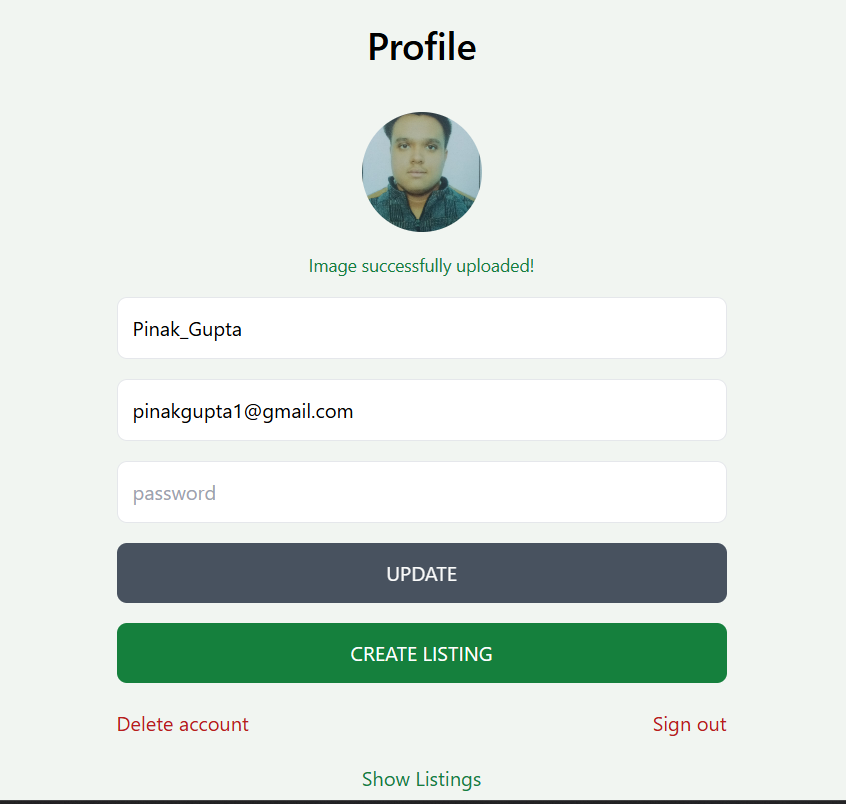 Profile
Image successfully uploaded!
Pinak_Gupta
pinakgupta1@gmail.com
password
UPDATE
CREATE LISTING
Delete account Sign out
Show Listings